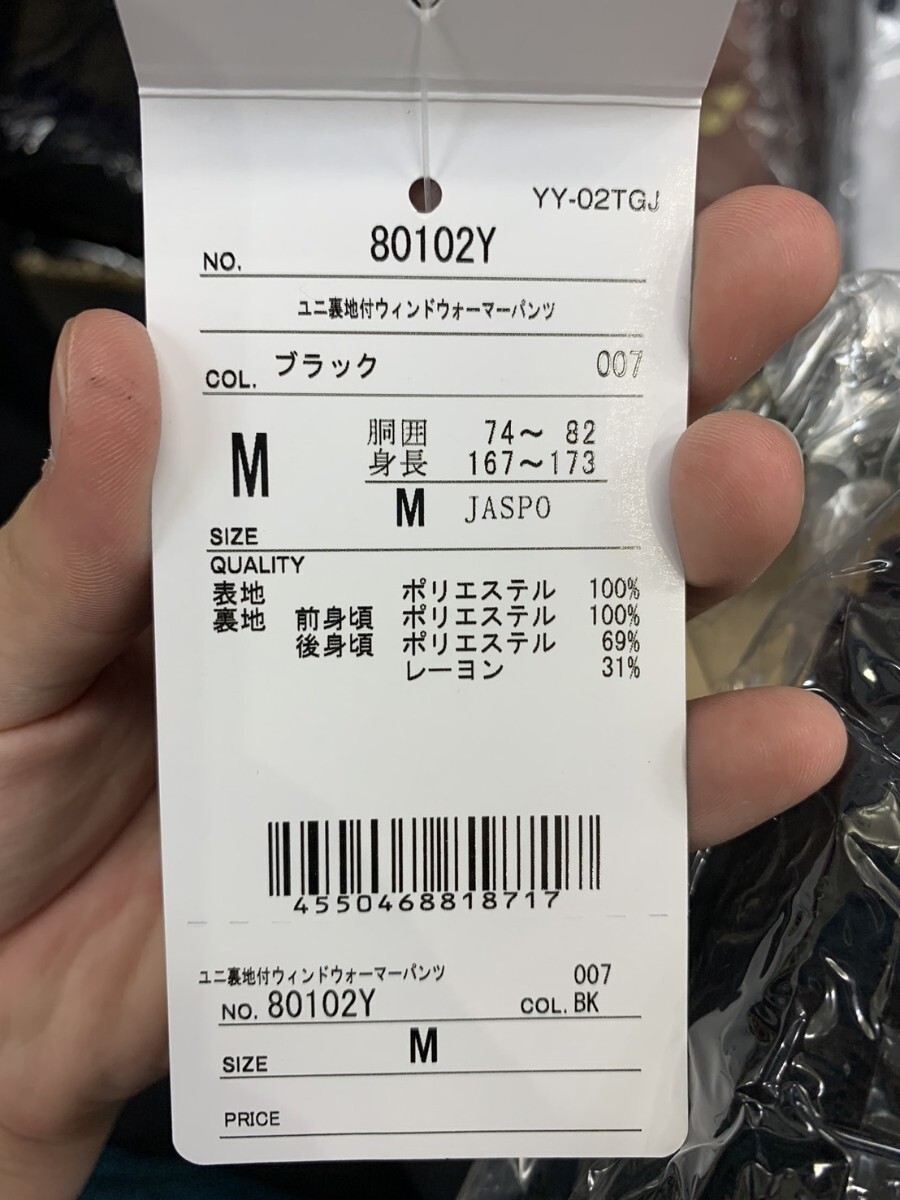 YY-02TGJ
NO. 80102Y
ユニ裏地付ウィンドウォーマーパンツ
COL. ブラック 007
胴囲 74～ 82
M 身長 167～173
M JASPO
SIZE
QUALITY
表地 ポリエステル 100%
裏地 前身頃 ポリエステル 100%
後身頃 ポリエステル 69%
レーヨン 31%
4550468818717
ユニ裏地付ウィンドウォーマーパンツ 007
NO. 80102Y COL. BK
SIZE M
PRICE